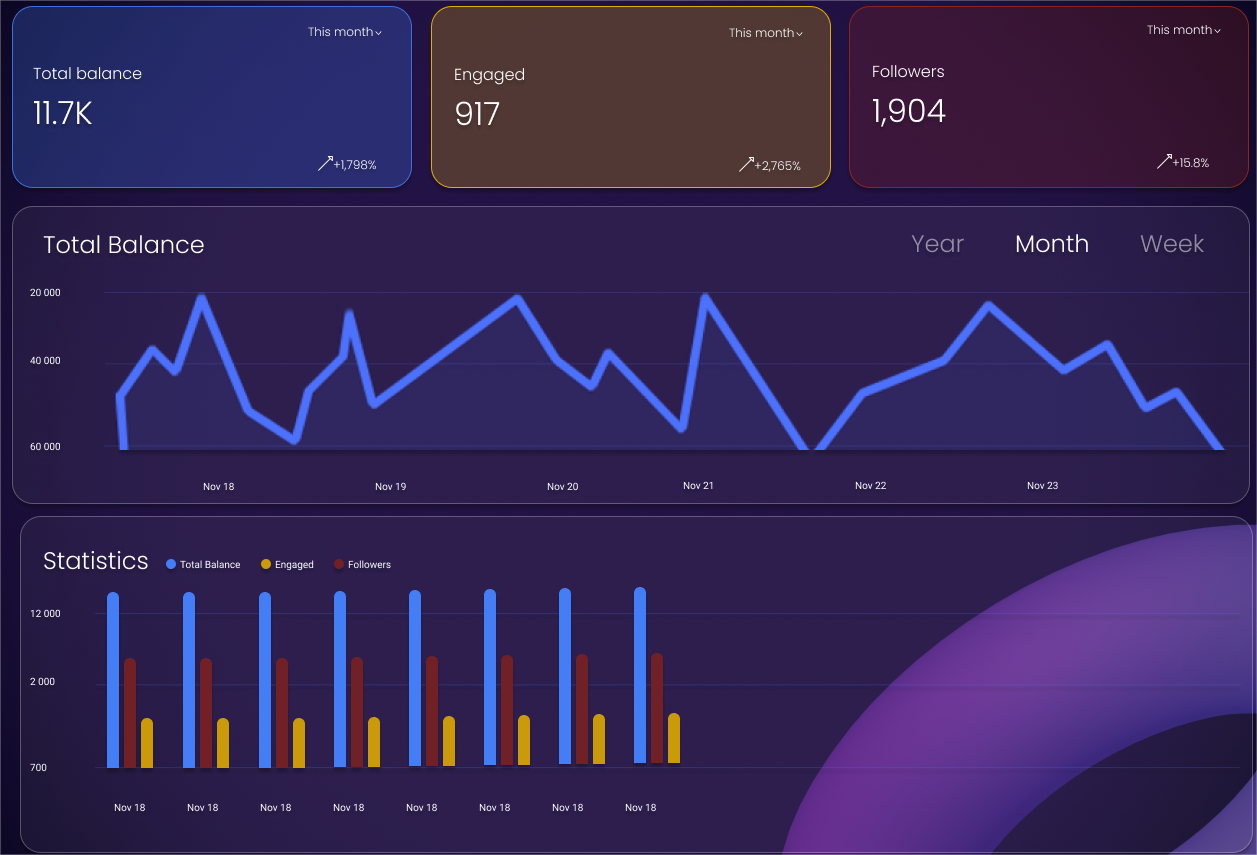 This month
Total balance
11.7K
+1,798%
This month
Engaged
917
+2,765%
This month
Followers
1,904
+15.8%
Total Balance
Year Month Week
20 000
40 000
60 000
Nov 18 Nov 19 Nov 20 Nov 21 Nov 22 Nov 23
Statistics
Total Balance Engaged Followers
12 000
2 000
700
Nov 18 Nov 18 Nov 18 Nov 18 Nov 18 Nov 18 Nov 18 Nov 18